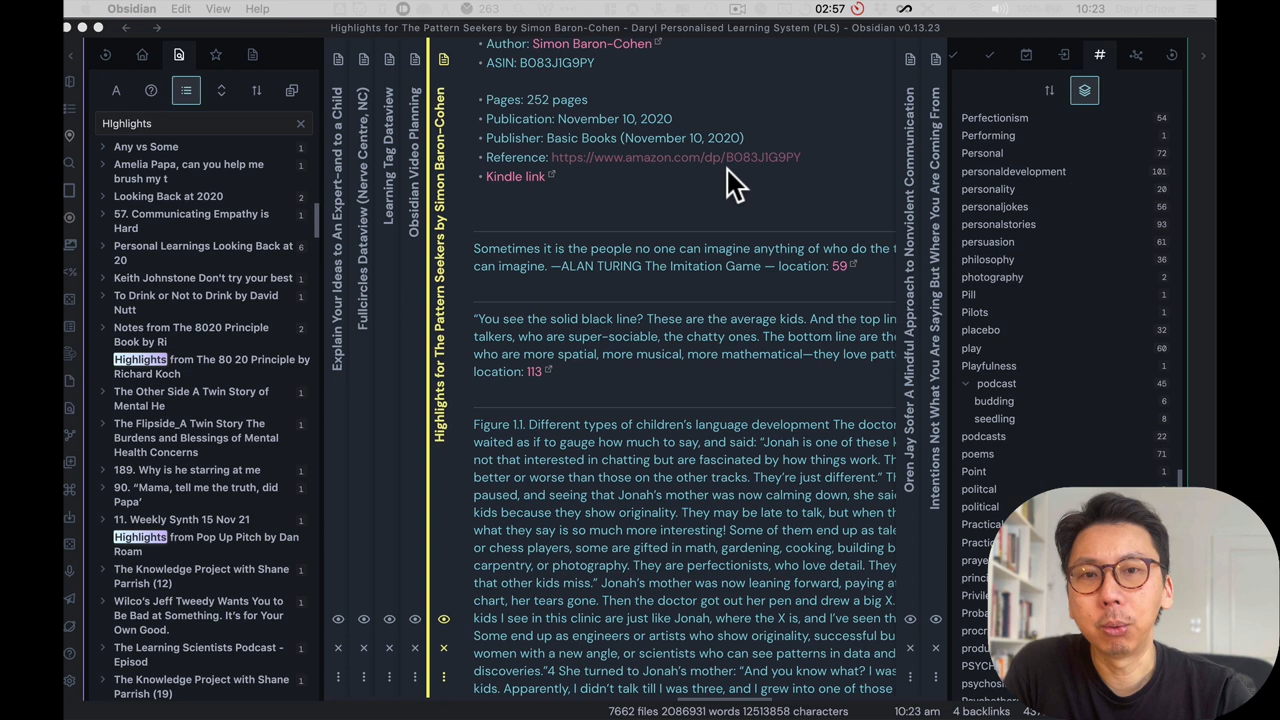 Obsidian Edit View Help 263 02:57 100% 10:23 Daryl Chow
Highlights for The Pattern Seekers by Simon Baron-Cohen - Daryl Personalised Learning System (PLS) - Obsidian v0.13.23
HIghlights
Any vs Some 1
Amelia Papa, can you help me 1
brush my t
Looking Back at 2020 2
57. Communicating Empathy is 1
Hard
Personal Learnings Looking Back at 6
20
Keith Johnstone Don't try your best 1
To Drink or Not to Drink by David 1
Nutt
Notes from The 8020 Principle 2
Book by Ri
Highlights from The 80 20 Principle by
Richard Koch
The Other Side A Twin Story of 1
Mental He
The Flipside_A Twin Story The 1
Burdens and Blessings of Mental
Health Concerns
189. Why is he starring at me 1
90. “Mama, tell me the truth, did 1
Papa’
11. Weekly Synth 15 Nov 21 1
Highlights from Pop Up Pitch by Dan
Roam
The Knowledge Project with Shane 1
Parrish (12)
Wilco’s Jeff Tweedy Wants You to 1
Be Bad at Something. It’s for Your
Own Good.
The Learning Scientists Podcast - 1
Episod
The Knowledge Project with Shane 1
Parrish (19)
Explain Your Ideas to An Expert-and to a Child
Fullcircles Dataview (Nerve Centre, NC)
Learning Tag Dataview
Obsidian Video Planning
Highlights for The Pattern Seekers by Simon Baron-Cohen
• Author: Simon Baron-Cohen
• ASIN: B083J1G9PY
• Pages: 252 pages
• Publication: November 10, 2020
• Publisher: Basic Books (November 10, 2020)
• Reference: https://www.amazon.com/dp/B083J1G9PY
• Kindle link
Sometimes it is the people no one can imagine anything of who do the t
can imagine. —ALAN TURING The Imitation Game — location: 59
“You see the solid black line? These are the average kids. And the top lin
talkers, who are super-sociable, the chatty ones. The bottom line are the
who are more spatial, more musical, more mathematical—they love patt
location: 113
Figure 1.1. Different types of children’s language development The doctor
waited as if to gauge how much to say, and said: “Jonah is one of these k
not that interested in chatting but are fascinated by how things work. Th
better or worse than those on the other tracks. They’re just different.” T
paused, and seeing that Jonah’s mother was now calming down, she said
kids because they show originality. They may be late to talk, but when th
what they say is so much more interesting! Some of them end up as tale
or chess players, some are gifted in math, gardening, cooking, building b
carpentry, or photography. They are perfectionists, who love detail. They
that other kids miss.” Jonah’s mother was now leaning forward, paying at
chart, her tears gone. Then the doctor got out her pen and drew a big X.
kids I see in this clinic are just like Jonah, where the X is, and I’ve seen th
Some end up as engineers or artists who show originality, successful bu
women with a new angle, or scientists who can see patterns in data and
discoveries.”4 She turned to Jonah’s mother: “And you know what? I was
kids. Apparently, I didn’t talk till I was three, and I grew into one of those
Oren Jay Sofer A Mindful Approach to Nonviolent Communication
Intentions Not What You Are Saying But Where You Are Coming From
Perfectionism 54
Performing 1
Personal 72
personaldevelopment 101
personality 20
personaljokes 56
personalstories 93
persuasion 61
philosophy 36
photography 2
Pill 1
Pilots 1
placebo 32
play 60
Playfulness 1
podcast 45
budding 6
seedling 8
podcasts 22
poems 71
Point 1
politcal
political
Practical
Practic
praye
princi
Privile
Proba
procr
produ
PSYCH
psychos
Psychother
7662 files 2086931 words 12513858 characters 10:23 am 4 backlinks